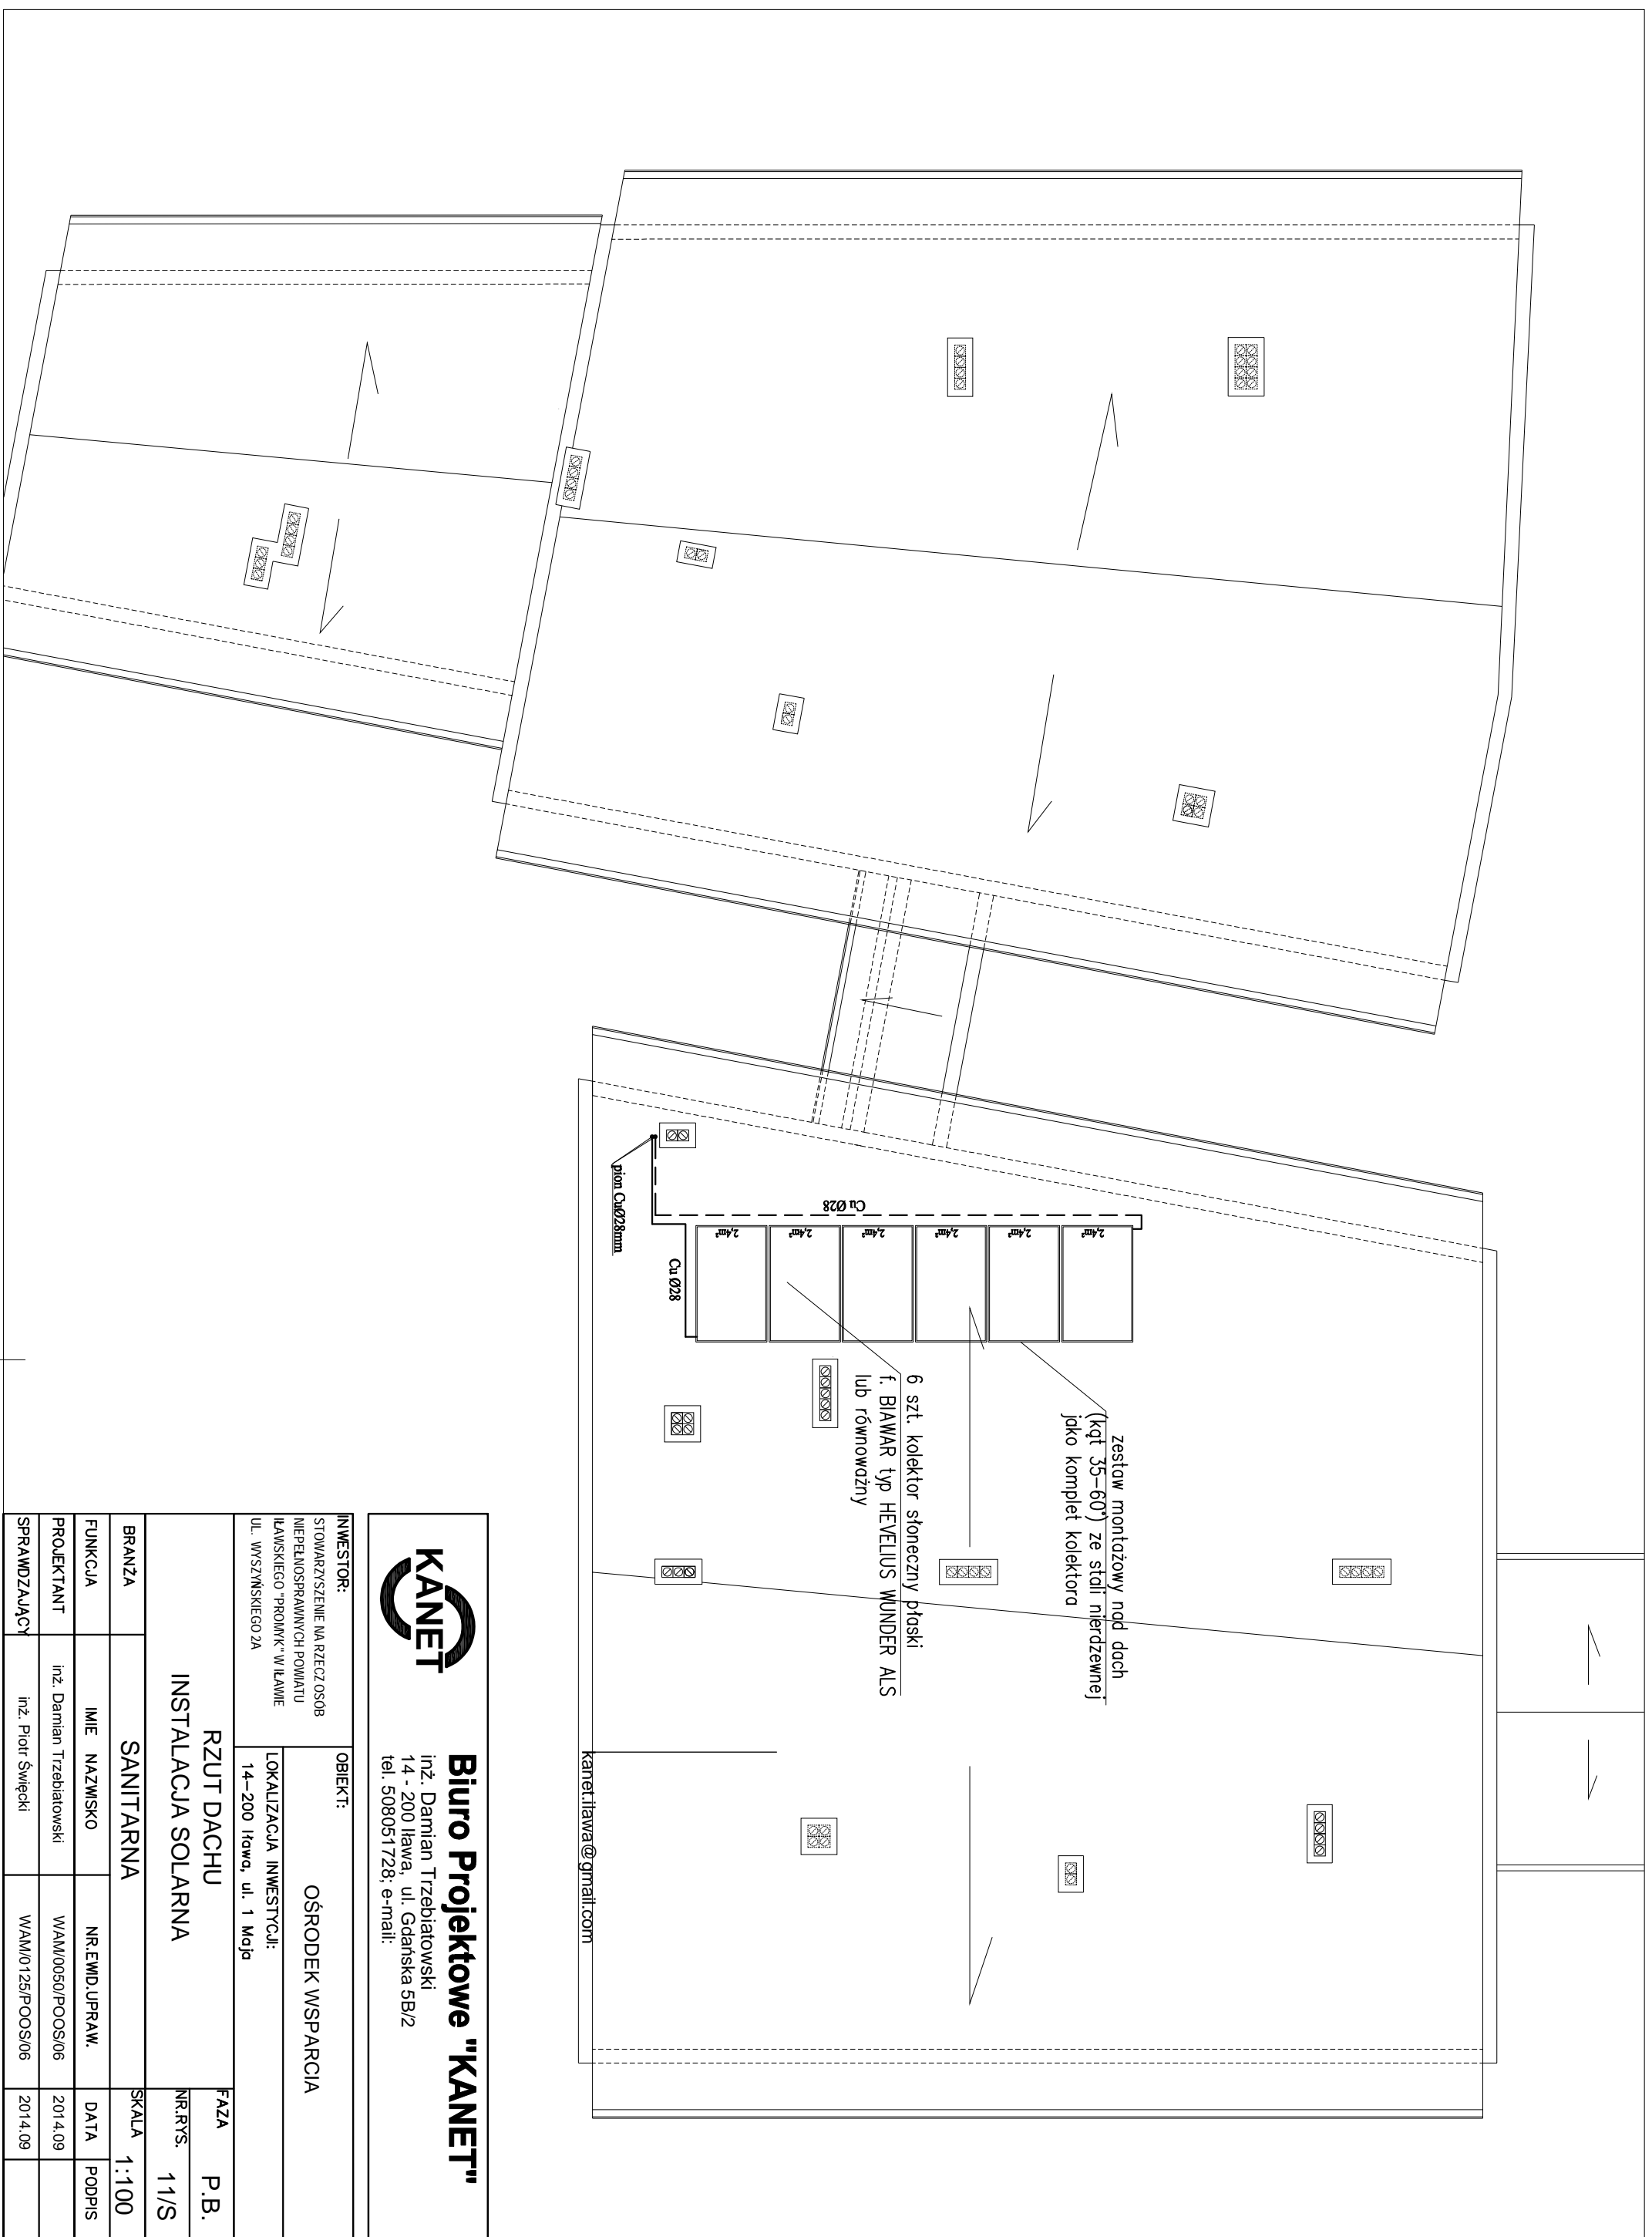 zestaw montażowy nad dach
(kąt 35-60°) ze stali nierdzewnej
jako komplet kolektora
6 szt. kolektor słoneczny płaski
f. BIAWAR typ HEVELIUS WUNDER ALS
lub równoważny
2,4m²
2,4m²
2,4m²
2,4m²
2,4m²
2,4m²
Cu Ø28
Cu Ø28
pion CuØ28mm
kanet.ilawa@gmail.com
KANET
Biuro Projektowe "KANET"
inż. Damian Trzebiatowski
14 - 200 Iława, ul. Gdańska 5B/2
tel. 508051728; e-mail:
INWESTOR:
STOWARZYSZENIE NA RZECZ OSÓB
NIEPEŁNOSPRAWNYCH POWIATU
IŁAWSKIEGO "PROMYK" W IŁAWIE
UL. WYSZYŃSKIEGO 2A
OBIEKT:
OŚRODEK WSPARCIA
LOKALIZACJA INWESTYCJI:
14-200 Iława, ul. 1 Maja
RZUT DACHU
INSTALACJA SOLARNA
FAZA P.B.
NR.RYS. 11/S
BRANŻA SANITARNA SKALA 1:100
FUNKCJA IMIE NAZWISKO NR.EWID.UPRAW. DATA PODPIS
PROJEKTANT inż. Damian Trzebiatowski WAM/0050/POOS/06 2014.09
SPRAWDZAJĄCY inż. Piotr Święcki WAM/0125/POOS/06 2014.09